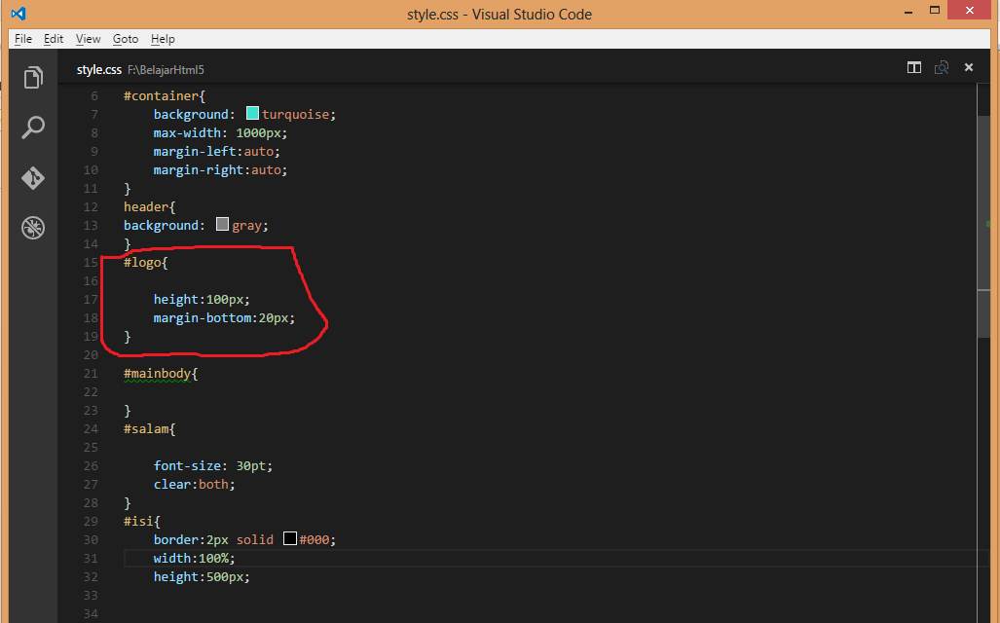 style.css - Visual Studio Code
File Edit View Goto Help
style.css F:\BelajarHtml5
6 #container{
7 background: turquoise;
8 max-width: 1000px;
9 margin-left:auto;
10 margin-right:auto;
11 }
12 header{
13 background: gray;
14 }
15 #logo{
16
17 height:100px;
18 margin-bottom:20px;
19 }
20
21 #mainbody{
22
23 }
24 #salam{
25
26 font-size: 30pt;
27 clear:both;
28 }
29 #isi{
30 border:2px solid #000;
31 width:100%;
32 height:500px;
33
34